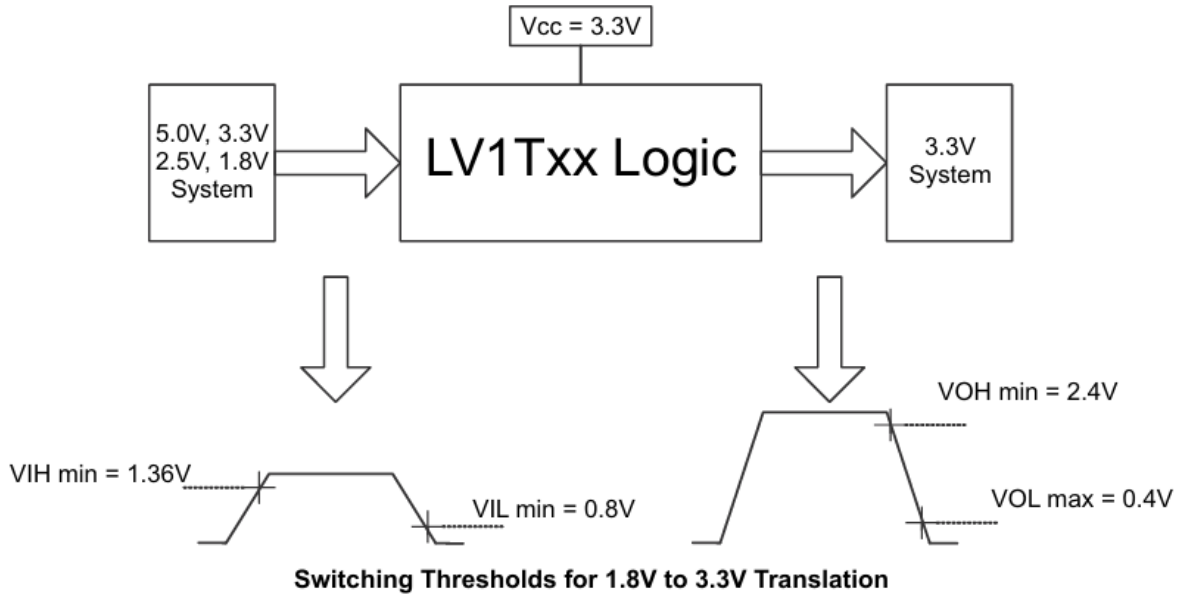 Vcc = 3.3V
5.0V, 3.3V
2.5V, 1.8V
System
LV1Txx Logic
3.3V
System
VIH min = 1.36V
VIL min = 0.8V
VOH min = 2.4V
VOL max = 0.4V
Switching Thresholds for 1.8V to 3.3V Translation